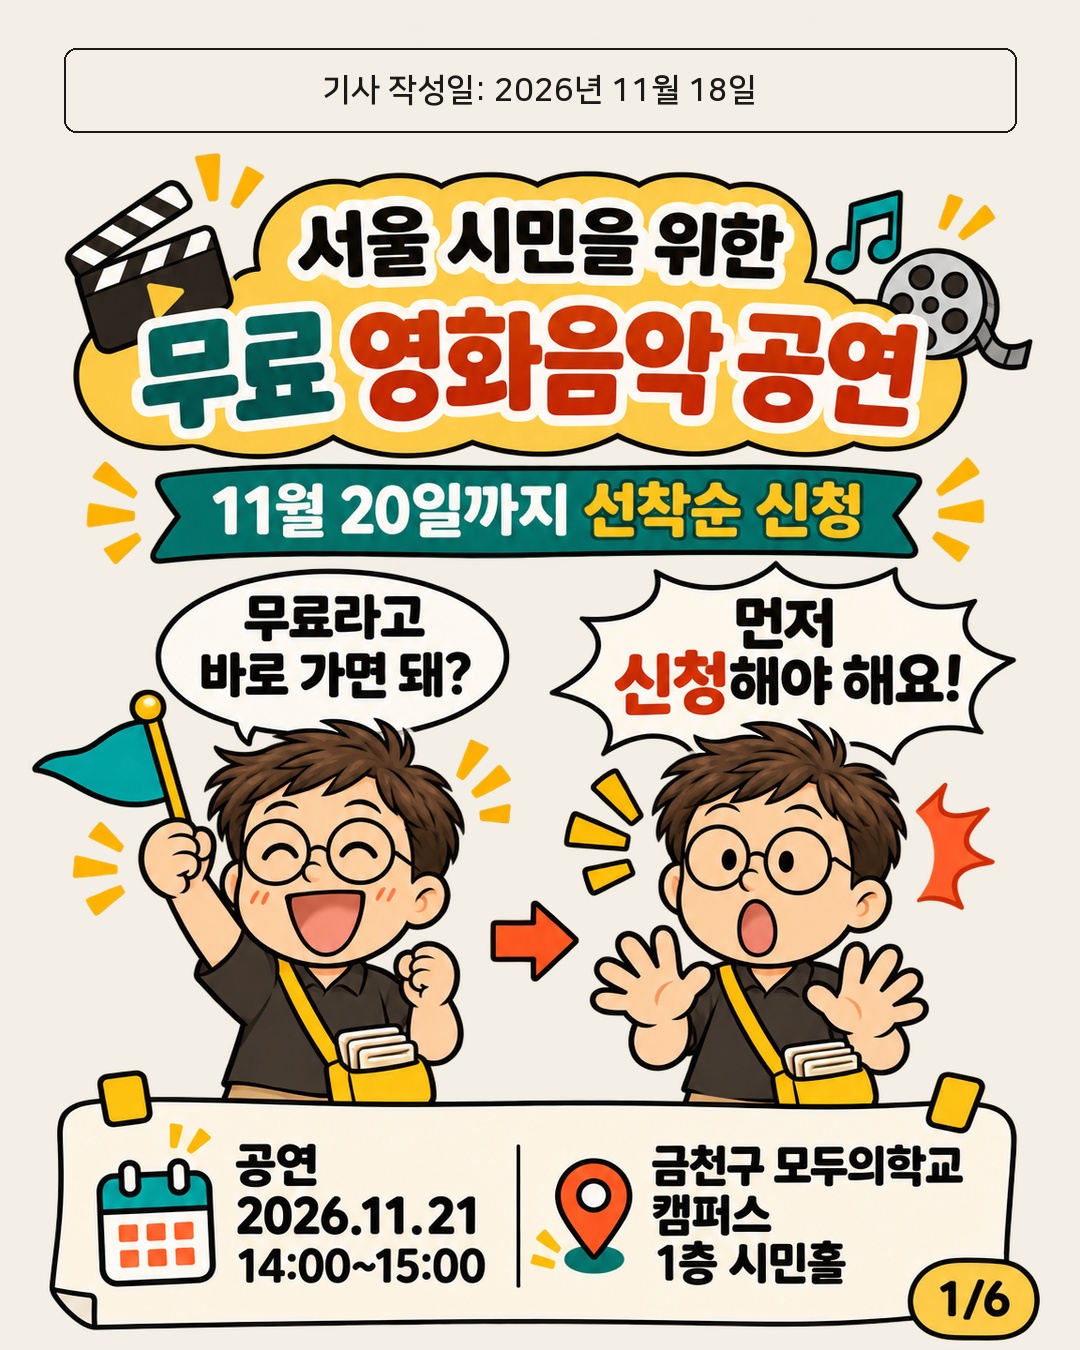 기사 작성일: 2026년 11월 18일
서울 시민을 위한
무료 영화음악 공연
11월 20일까지 선착순 신청
무료라고
바로 가면 돼?
먼저
신청해야 해요!
공연
2026.11.21
14:00~15:00
금천구 모두의학교
캠퍼스
1층 시민홀
1/6